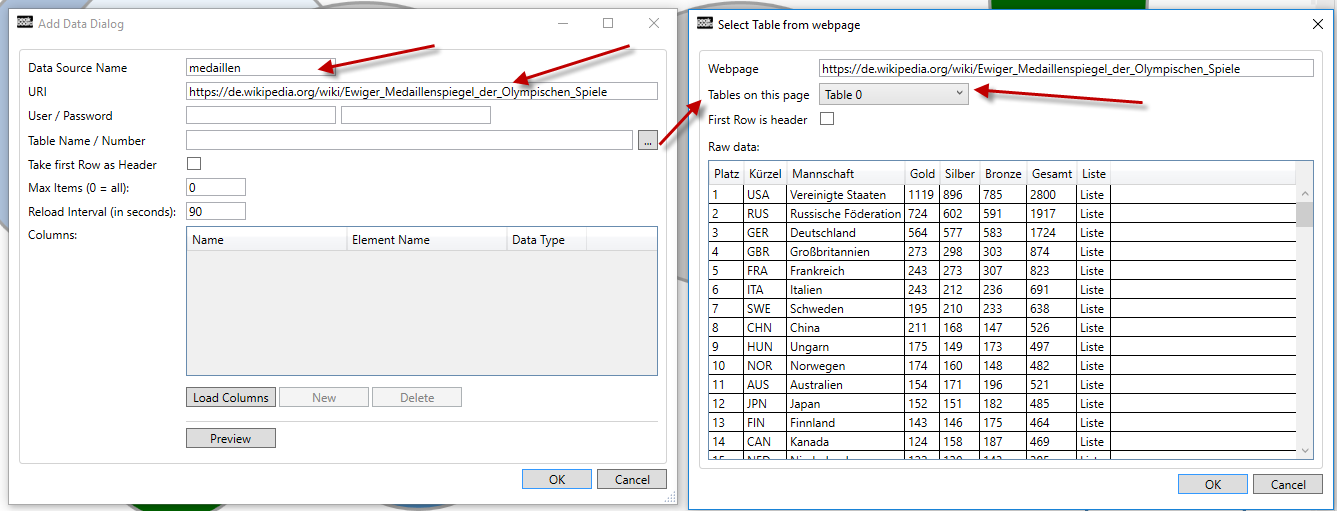 Add Data Dialog
Data Source Name medaillen
URI https://de.wikipedia.org/wiki/Ewiger_Medaillenspiegel_der_Olympischen_Spiele
User / Password
Table Name / Number ...
Take first Row as Header
Max Items (0 = all): 0
Reload Interval (in seconds): 90
Columns: Name Element Name Data Type
Load Columns New Delete
Preview
OK Cancel
Select Table from webpage
Webpage https://de.wikipedia.org/wiki/Ewiger_Medaillenspiegel_der_Olympischen_Spiele
Tables on this page Table 0
First Row is header
Raw data:
Platz Kürzel Mannschaft Gold Silber Bronze Gesamt Liste
1 USA Vereinigte Staaten 1119 896 785 2800 Liste
2 RUS Russische Föderation 724 602 591 1917 Liste
3 GER Deutschland 564 577 583 1724 Liste
4 GBR Großbritannien 273 298 303 874 Liste
5 FRA Frankreich 243 273 307 823 Liste
6 ITA Italien 243 212 236 691 Liste
7 SWE Schweden 195 210 233 638 Liste
8 CHN China 211 168 147 526 Liste
9 HUN Ungarn 175 149 173 497 Liste
10 NOR Norwegen 174 160 148 482 Liste
11 AUS Australien 154 171 196 521 Liste
12 JPN Japan 152 151 182 485 Liste
13 FIN Finnland 143 146 175 464 Liste
14 CAN Kanada 124 158 187 469 Liste
OK Cancel